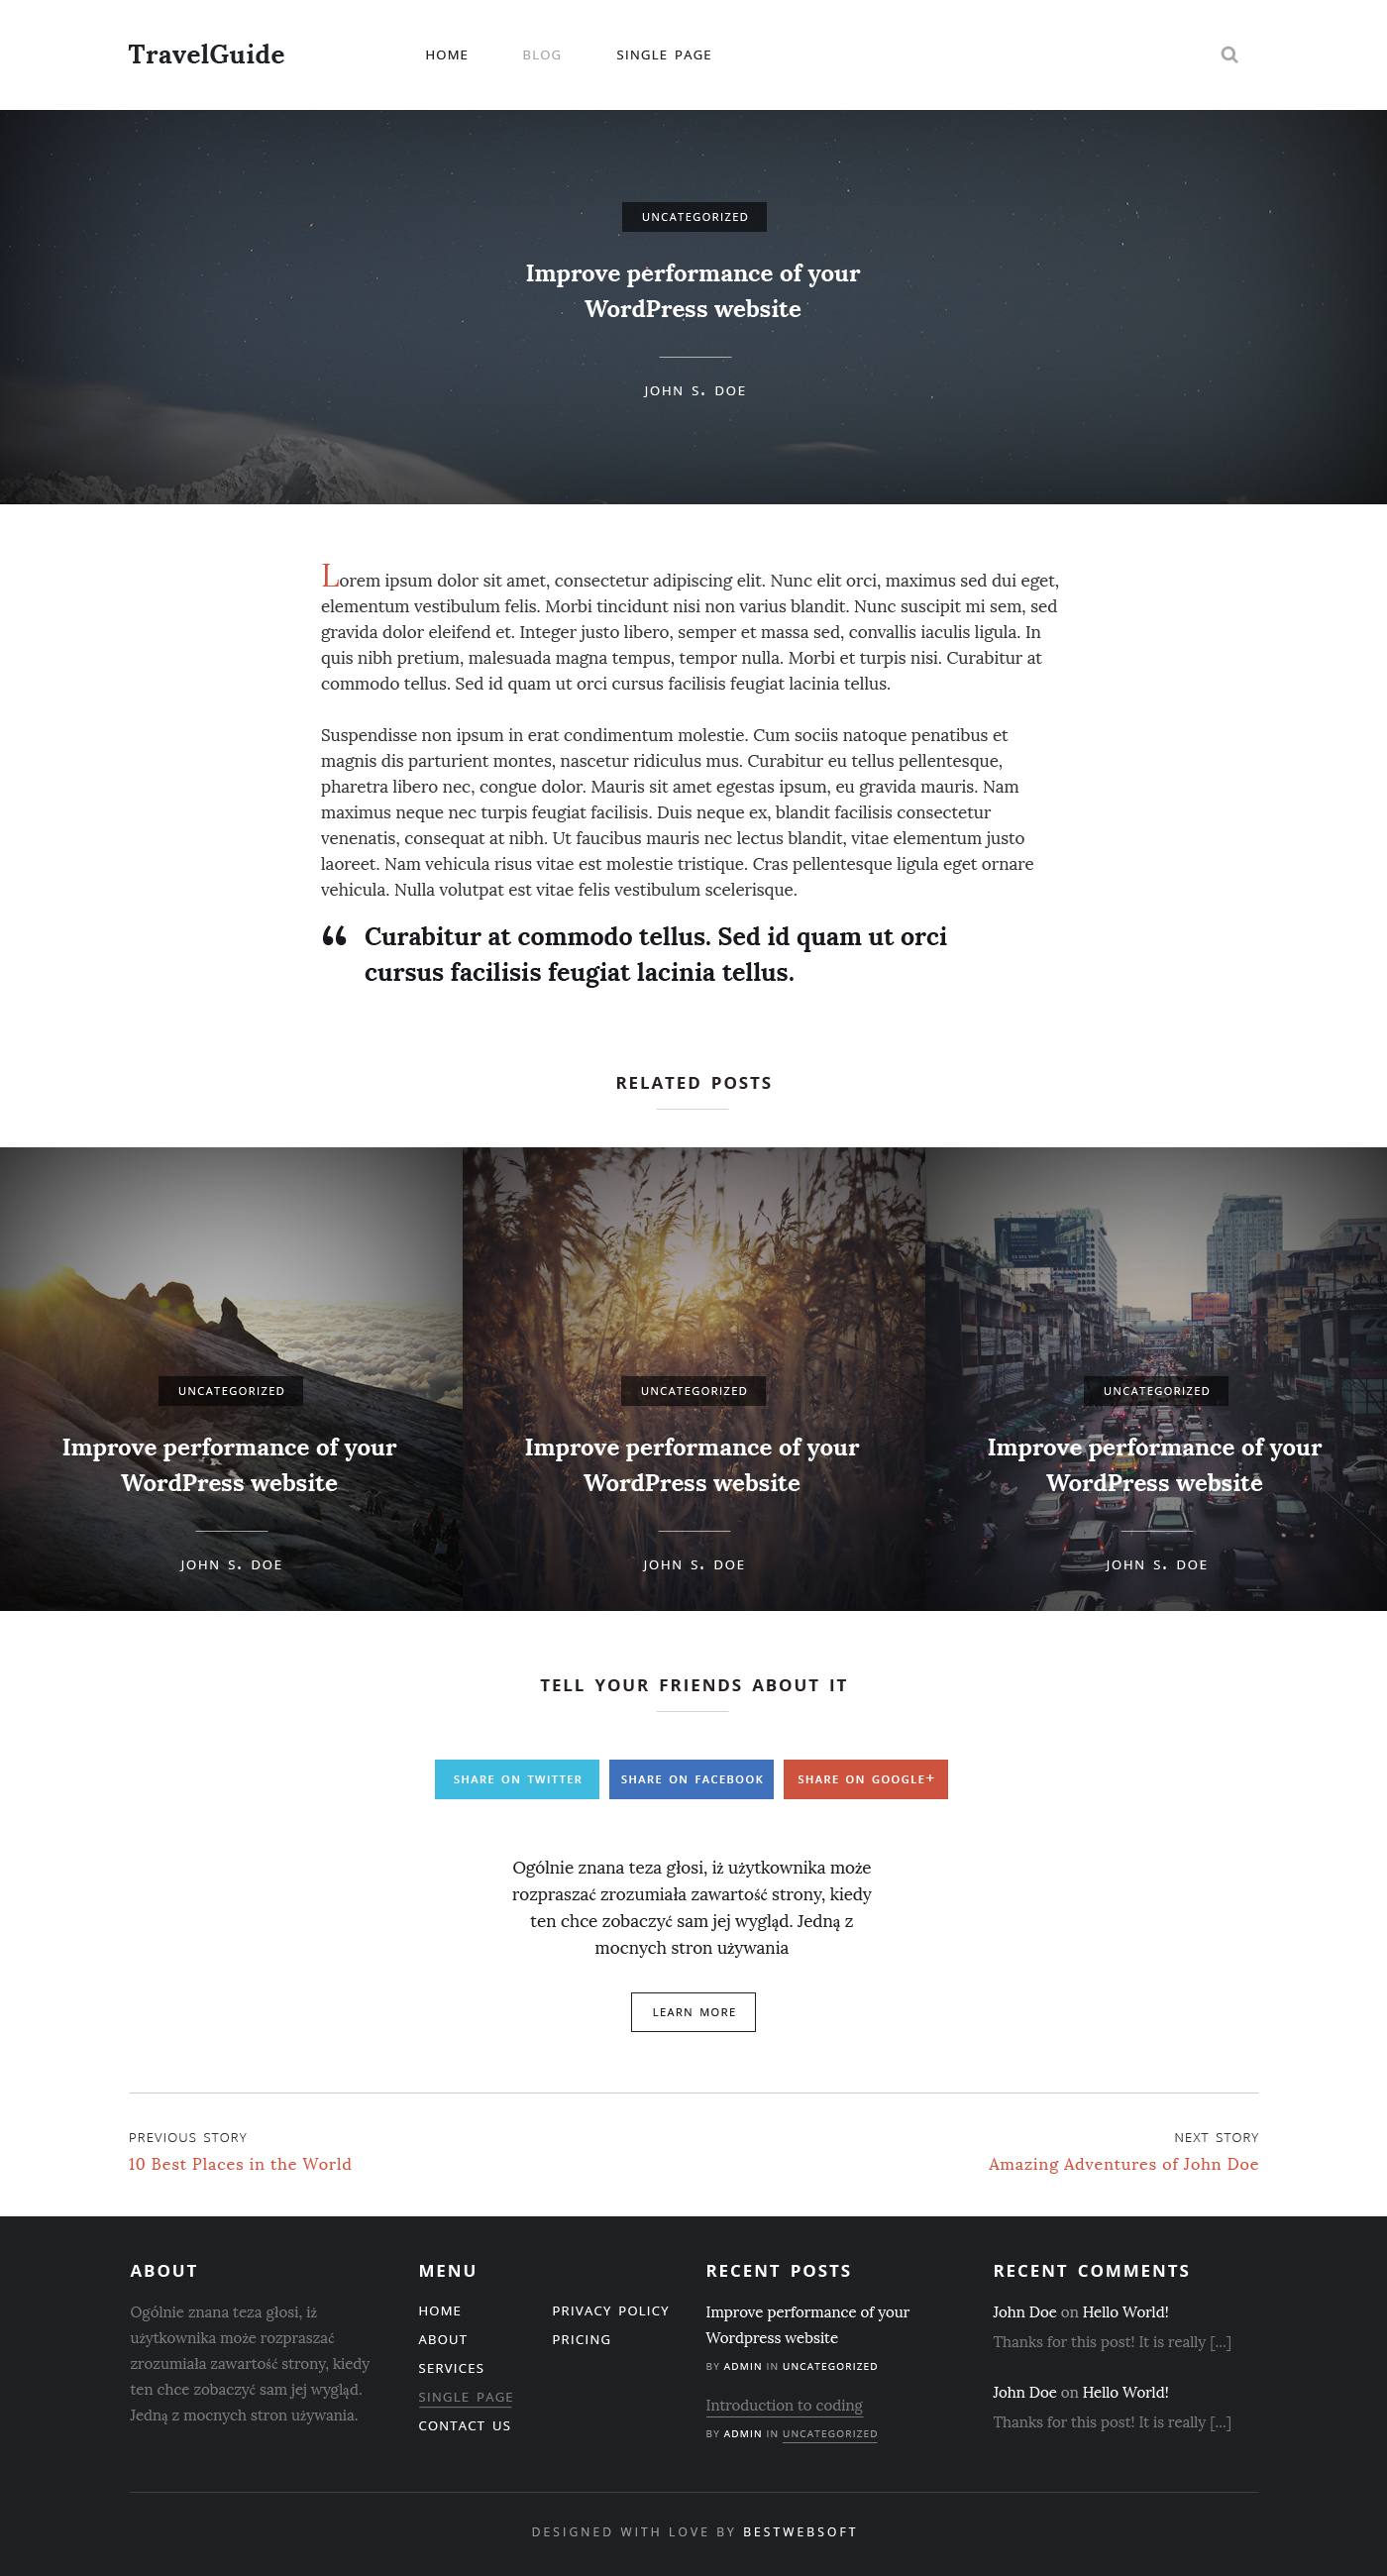 TravelGuide
HOME BLOG SINGLE PAGE
UNCATEGORIZED
Improve performance of your
WordPress website
JOHN S. DOE
Lorem ipsum dolor sit amet, consectetur adipiscing elit. Nunc elit orci, maximus sed dui eget,
elementum vestibulum felis. Morbi tincidunt nisi non varius blandit. Nunc suscipit mi sem, sed
gravida dolor eleifend et. Integer justo libero, semper et massa sed, convallis iaculis ligula. In
quis nibh pretium, malesuada magna tempus, tempor nulla. Morbi et turpis nisi. Curabitur at
commodo tellus. Sed id quam ut orci cursus facilisis feugiat lacinia tellus.
Suspendisse non ipsum in erat condimentum molestie. Cum sociis natoque penatibus et
magnis dis parturient montes, nascetur ridiculus mus. Curabitur eu tellus pellentesque,
pharetra libero nec, congue dolor. Mauris sit amet egestas ipsum, eu gravida mauris. Nam
maximus neque nec turpis feugiat facilisis. Duis neque ex, blandit facilisis consectetur
venenatis, consequat at nibh. Ut faucibus mauris nec lectus blandit, vitae elementum justo
laoreet. Nam vehicula risus vitae est molestie tristique. Cras pellentesque ligula eget ornare
vehicula. Nulla volutpat est vitae felis vestibulum scelerisque.
“ Curabitur at commodo tellus. Sed id quam ut orci
cursus facilisis feugiat lacinia tellus.
RELATED POSTS
UNCATEGORIZED
Improve performance of your
WordPress website
JOHN S. DOE
UNCATEGORIZED
Improve performance of your
WordPress website
JOHN S. DOE
UNCATEGORIZED
Improve performance of your
WordPress website
JOHN S. DOE
TELL YOUR FRIENDS ABOUT IT
SHARE ON TWITTER
SHARE ON FACEBOOK
SHARE ON GOOGLE+
Ogólnie znana teza głosi, iż użytkownika może
rozpraszać zrozumiała zawartość strony, kiedy
ten chce zobaczyć sam jej wygląd. Jedną z
mocnych stron używania
LEARN MORE
PREVIOUS STORY
10 Best Places in the World
NEXT STORY
Amazing Adventures of John Doe
ABOUT
Ogólnie znana teza głosi, iż
użytkownika może rozpraszać
zrozumiała zawartość strony, kiedy
ten chce zobaczyć sam jej wygląd.
Jedną z mocnych stron używania.
MENU
HOME
ABOUT
SERVICES
SINGLE PAGE
CONTACT US
PRIVACY POLICY
PRICING
RECENT POSTS
Improve performance of your
Wordpress website
BY ADMIN IN UNCATEGORIZED
Introduction to coding
BY ADMIN IN UNCATEGORIZED
RECENT COMMENTS
John Doe on Hello World!
Thanks for this post! It is really [...]
John Doe on Hello World!
Thanks for this post! It is really [...]
DESIGNED WITH LOVE BY BESTWEBSOFT